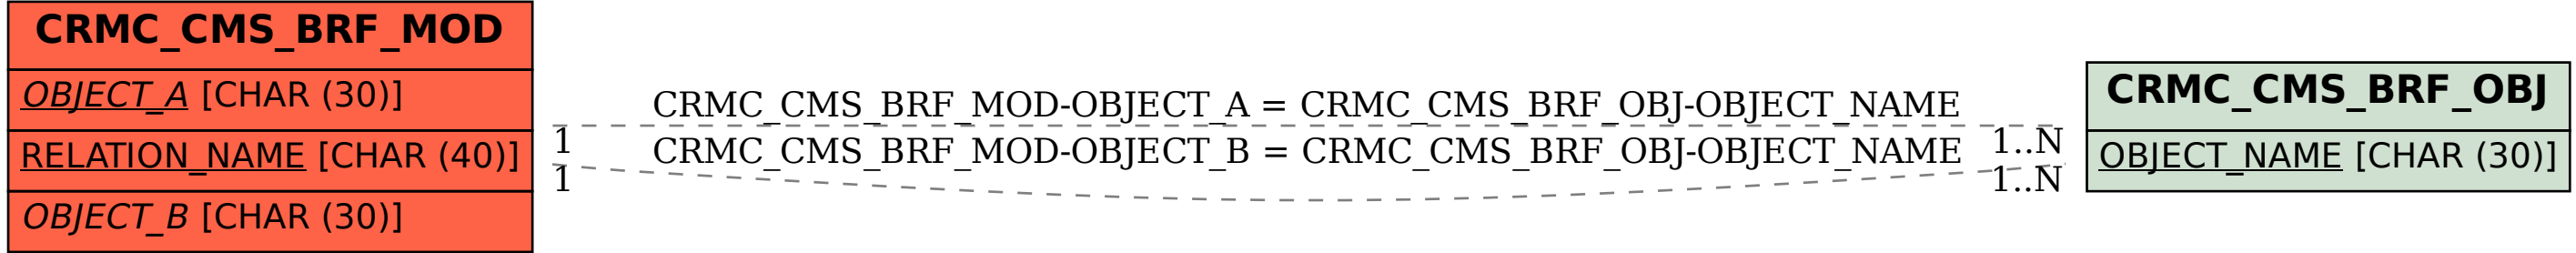 CRMC_CMS_BRF_MOD
OBJECT_A [CHAR (30)]
RELATION_NAME [CHAR (40)]
OBJECT_B [CHAR (30)]
CRMC_CMS_BRF_MOD-OBJECT_A = CRMC_CMS_BRF_OBJ-OBJECT_NAME
1
1..N
CRMC_CMS_BRF_MOD-OBJECT_B = CRMC_CMS_BRF_OBJ-OBJECT_NAME
1
1..N
CRMC_CMS_BRF_OBJ
OBJECT_NAME [CHAR (30)]